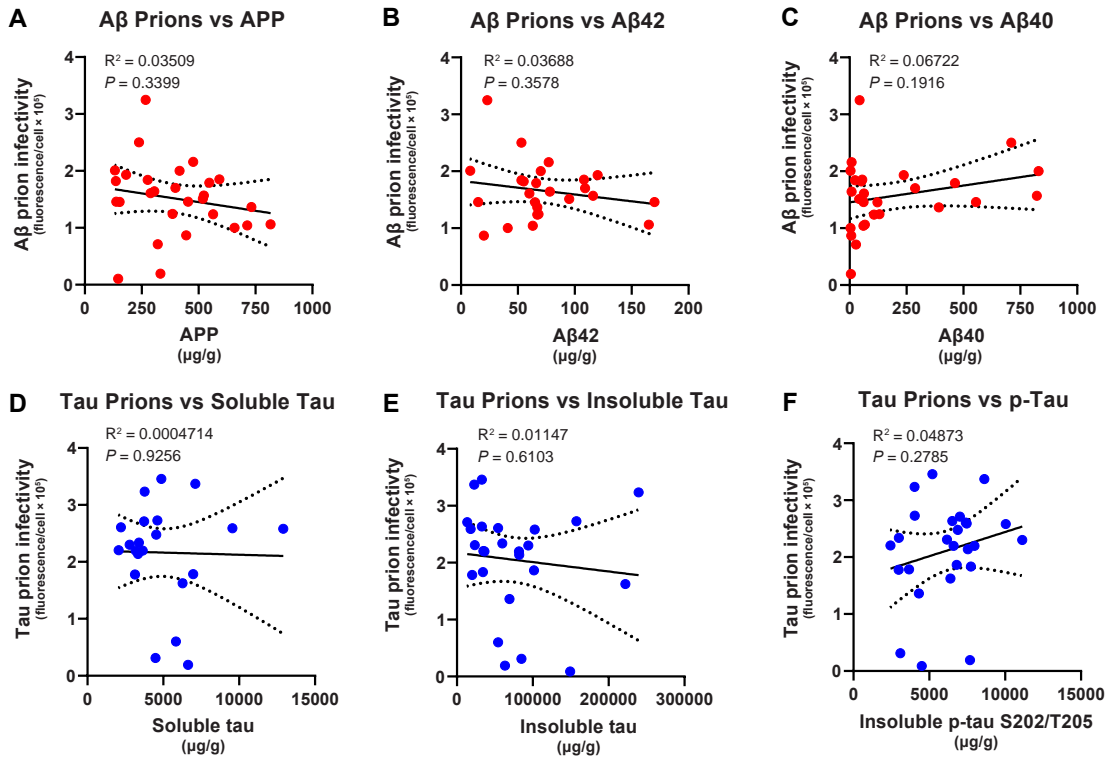 A
Aβ Prions vs APP
R² = 0.03509
P = 0.3399
Aβ prion infectivity
(fluorescence/cell × 10⁵)
4
3
2
1
0
0
250
500
750
1000
APP
(µg/g)
B
Aβ Prions vs Aβ42
R² = 0.03688
P = 0.3578
Aβ prion infectivity
(fluorescence/cell × 10⁵)
4
3
2
1
0
0
50
100
150
200
Aβ42
(µg/g)
C
Aβ Prions vs Aβ40
R² = 0.06722
P = 0.1916
Aβ prion infectivity
(fluorescence/cell × 10⁵)
4
3
2
1
0
0
250
500
750
1000
Aβ40
(µg/g)
D
Tau Prions vs Soluble Tau
R² = 0.0004714
P = 0.9256
Tau prion infectivity
(fluorescence/cell × 10⁵)
4
3
2
1
0
0
5000
10000
15000
Soluble tau
(µg/g)
E
Tau Prions vs Insoluble Tau
R² = 0.01147
P = 0.6103
Tau prion infectivity
(fluorescence/cell × 10⁵)
4
3
2
1
0
0
100000
200000
300000
Insoluble tau
(µg/g)
F
Tau Prions vs p-Tau
R² = 0.04873
P = 0.2785
Tau prion infectivity
(fluorescence/cell × 10⁵)
4
3
2
1
0
0
5000
10000
15000
Insoluble p-tau S202/T205
(µg/g)